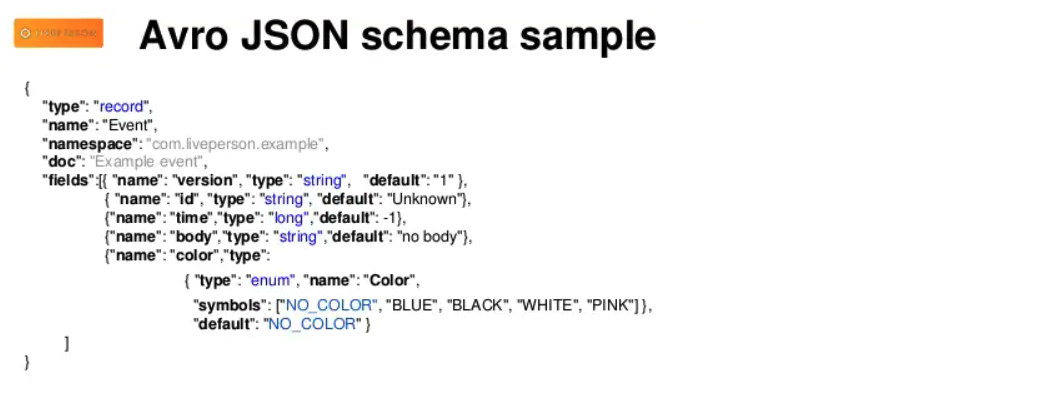 Avro JSON schema sample
{
"type": "record",
"name": "Event",
"namespace": "com.liveperson.example",
"doc": "Example event",
"fields":[{ "name": "version", "type": "string", "default": "1" },
{ "name": "id", "type": "string", "default": "Unknown"},
{"name": "time","type": "long","default": -1},
{"name": "body","type": "string","default": "no body"},
{"name": "color","type":
{ "type": "enum", "name": "Color",
"symbols": ["NO_COLOR", "BLUE", "BLACK", "WHITE", "PINK"] },
"default": "NO_COLOR" }
]
}